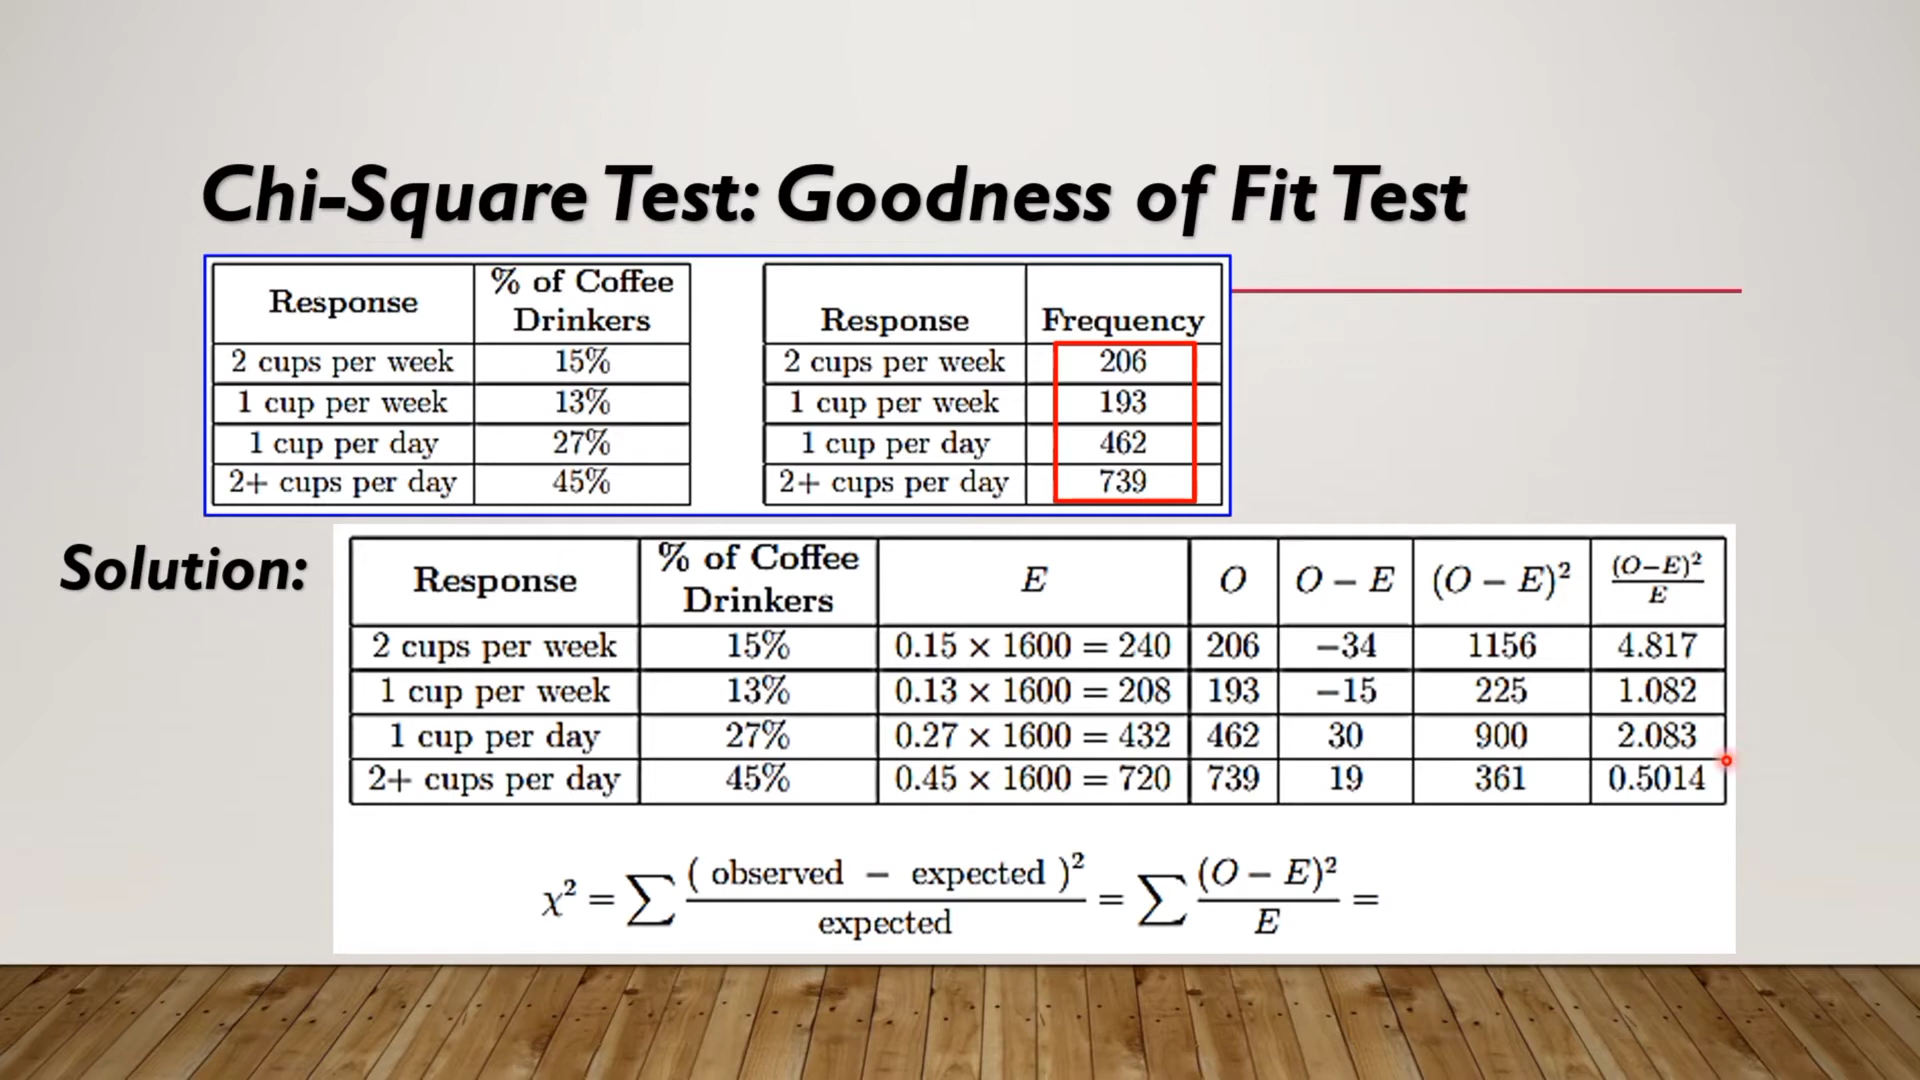 Chi-Square Test: Goodness of Fit Test
Response % of Coffee Drinkers
2 cups per week 15%
1 cup per week 13%
1 cup per day 27%
2+ cups per day 45%
Response Frequency
2 cups per week 206
1 cup per week 193
1 cup per day 462
2+ cups per day 739
Solution:
Response % of Coffee Drinkers E O O − E (O − E)² (O−E)²/E
2 cups per week 15% 0.15 × 1600 = 240 206 −34 1156 4.817
1 cup per week 13% 0.13 × 1600 = 208 193 −15 225 1.082
1 cup per day 27% 0.27 × 1600 = 432 462 30 900 2.083
2+ cups per day 45% 0.45 × 1600 = 720 739 19 361 0.5014
χ² = ∑ ( observed − expected )² / expected = ∑ (O − E)² / E =